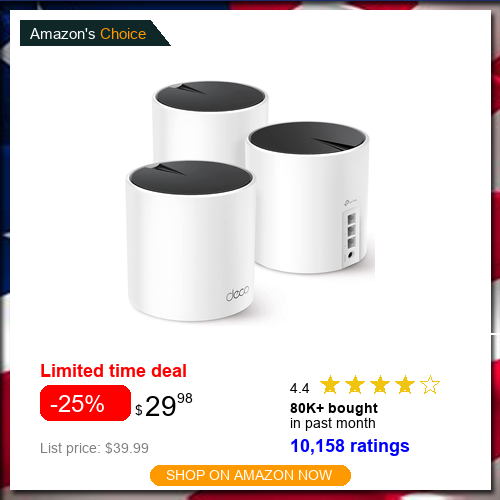 Amazon's Choice
deco
Limited time deal
-25% $29 98
List price: $39.99
4.4
80K+ bought
in past month
10,158 ratings
SHOP ON AMAZON NOW